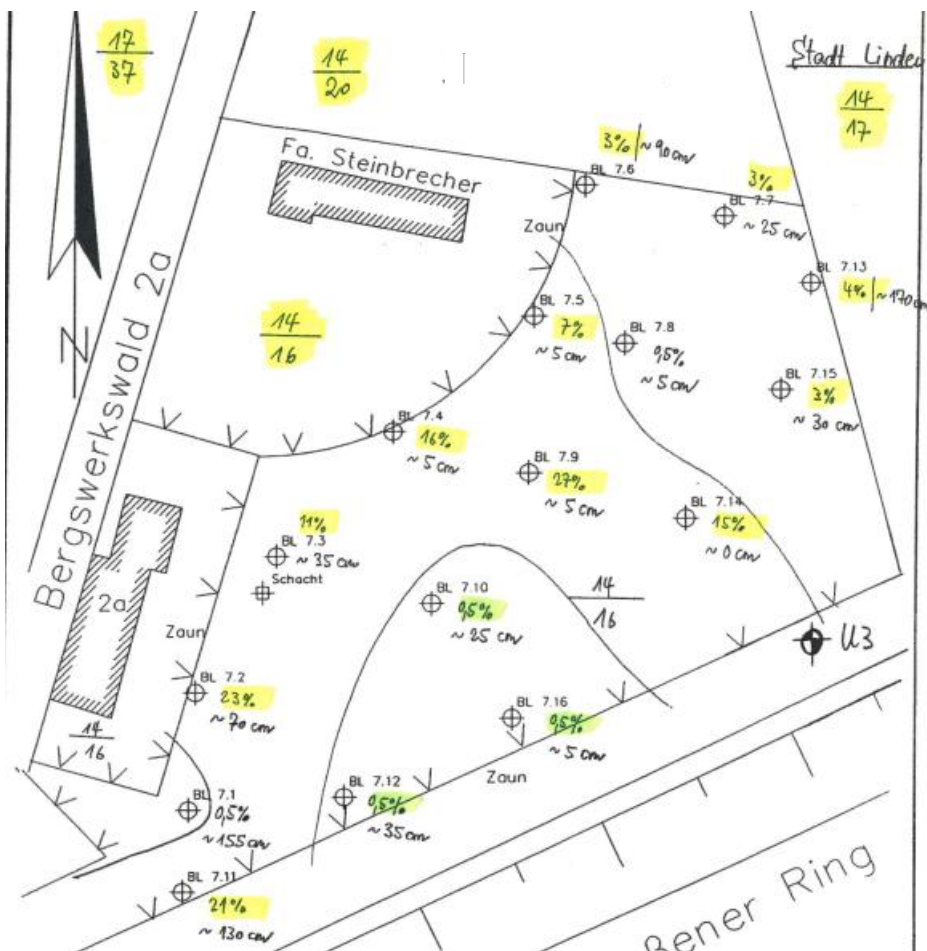 17
37
14
20
Stadt Linden
14
17
3% ~90cm
BL 7.6
3%
BL 7.7
~ 25 cm
Fa. Steinbrecher
Zaun
BL 7.13
4% ~170cm
14
16
BL 7.5
7%
~ 5 cm
BL 7.8
0,5%
~ 5 cm
BL 7.15
3%
~ 30 cm
N
Bergswerkswald 2a
BL 7.4
16%
~ 5 cm
BL 7.9
27%
~ 5 cm
BL 7.14
15%
~ 0 cm
11%
BL 7.3
~ 35 cm
Schacht
2a
Zaun
BL 7.10
0,5%
~ 25 cm
14
16
U3
BL 7.2
23%
~ 70 cm
14
16
BL 7.16
0,5%
~ 5 cm
Zaun
BL 7.1
0,5%
~ 155 cm
BL 7.12
0,5%
~ 35 cm
BL 7.11
21%
~ 130 cm
Ring